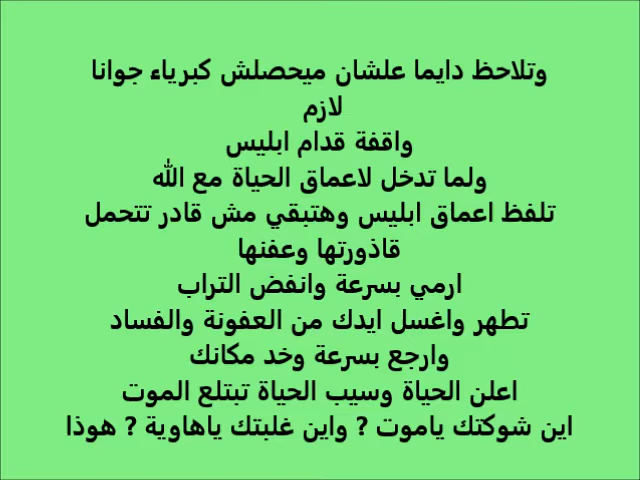 وتلاحظ دايما علشان ميحصلش كبرياء جوانا
لازم
واقفة قدام ابليس
ولما تدخل لاعماق الحياة مع الله
تلفظ اعماق ابليس وهتبقي مش قادر تتحمل
قاذورتها وعفنها
ارمي بسرعة وانفض التراب
تطهر واغسل ايدك من العفونة والفساد
وارجع بسرعة وخد مكانك
اعلن الحياة وسيب الحياة تبتلع الموت
اين شوكتك ياموت ? واين غلبتك ياهاوية ? هوذا